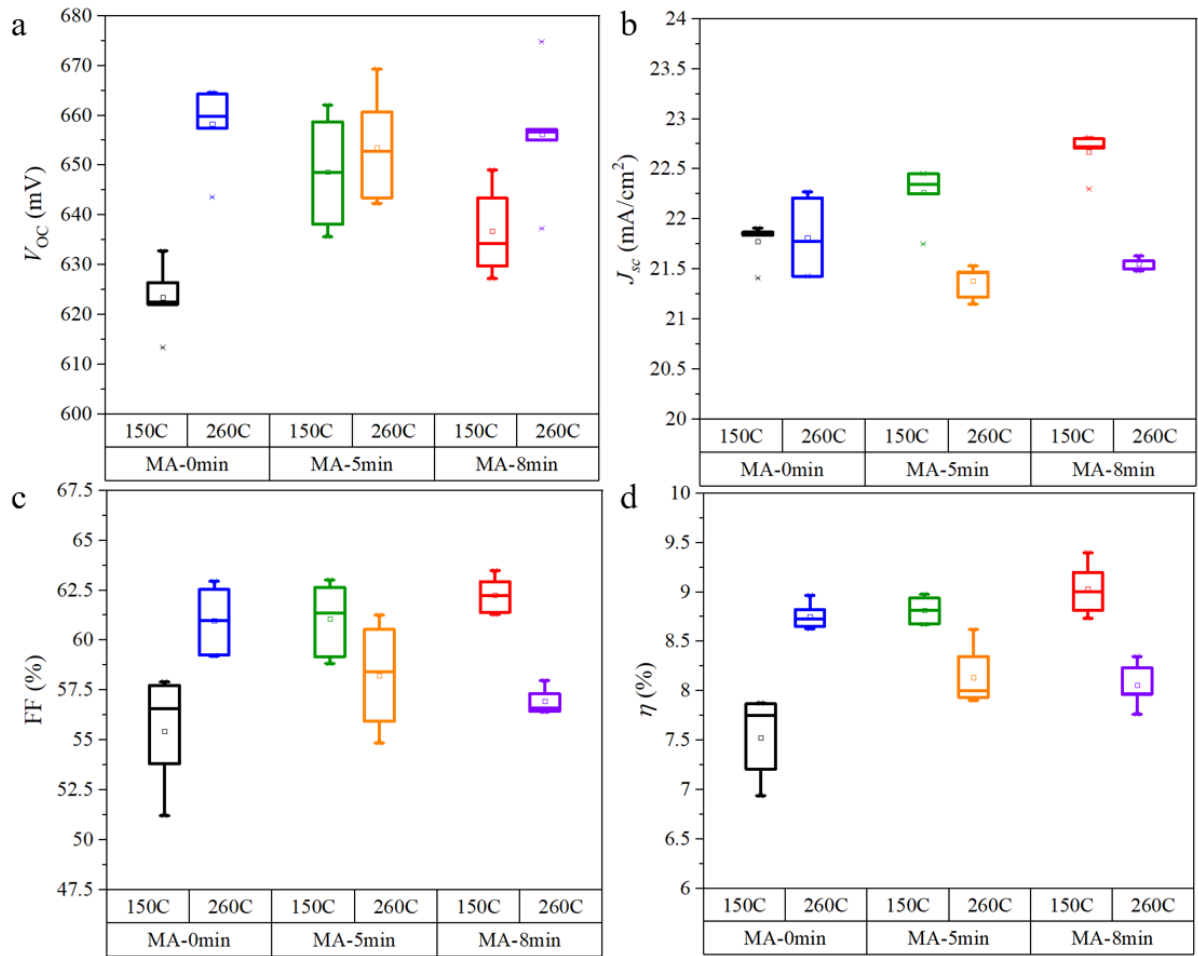 a
680
670
660
650
640
630
620
610
600
V_OC (mV)
150C 260C 150C 260C 150C 260C
MA-0min MA-5min MA-8min
b
24
23.5
23
22.5
22
21.5
21
20.5
20
J_sc (mA/cm²)
150C 260C 150C 260C 150C 260C
MA-0min MA-5min MA-8min
c
67.5
65
62.5
60
57.5
55
52.5
50
47.5
FF (%)
150C 260C 150C 260C 150C 260C
MA-0min MA-5min MA-8min
d
10
9.5
9
8.5
8
7.5
7
6.5
6
η (%)
150C 260C 150C 260C 150C 260C
MA-0min MA-5min MA-8min